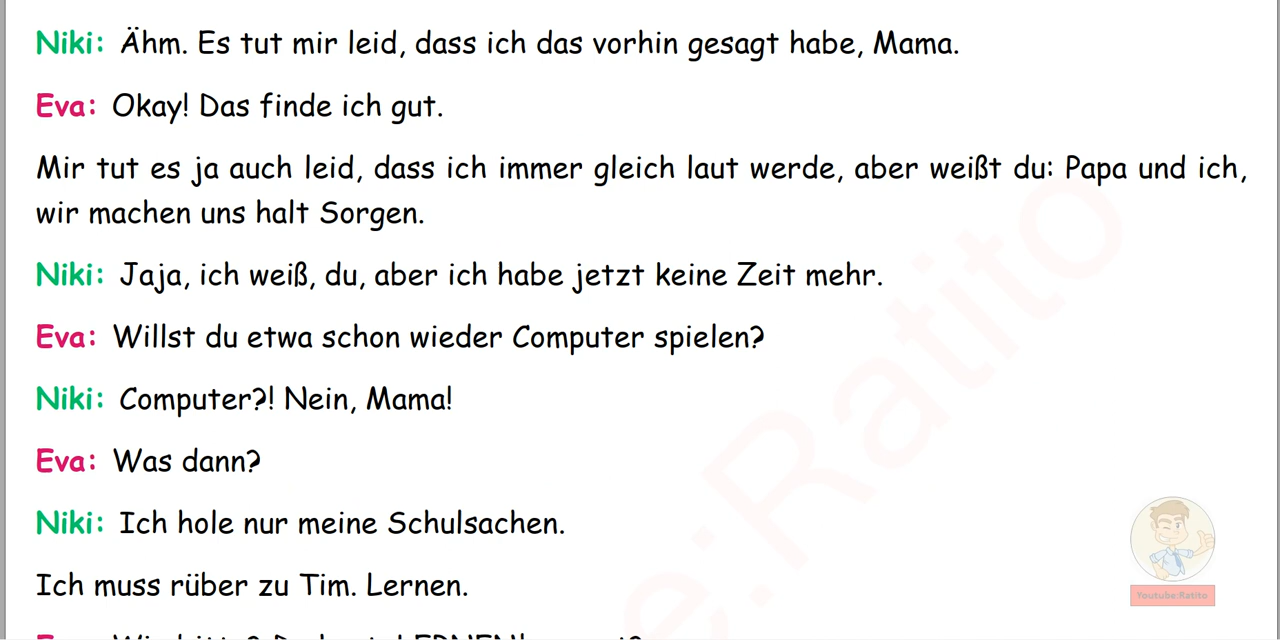 Niki: Ähm. Es tut mir leid, dass ich das vorhin gesagt habe, Mama.
Eva: Okay! Das finde ich gut.
Mir tut es ja auch leid, dass ich immer gleich laut werde, aber weißt du: Papa und ich,
wir machen uns halt Sorgen.
Niki: Jaja, ich weiß, du, aber ich habe jetzt keine Zeit mehr.
Eva: Willst du etwa schon wieder Computer spielen?
Niki: Computer?! Nein, Mama!
Eva: Was dann?
Niki: Ich hole nur meine Schulsachen.
Ich muss rüber zu Tim. Lernen.
e:Ratito
Youtube:Ratito